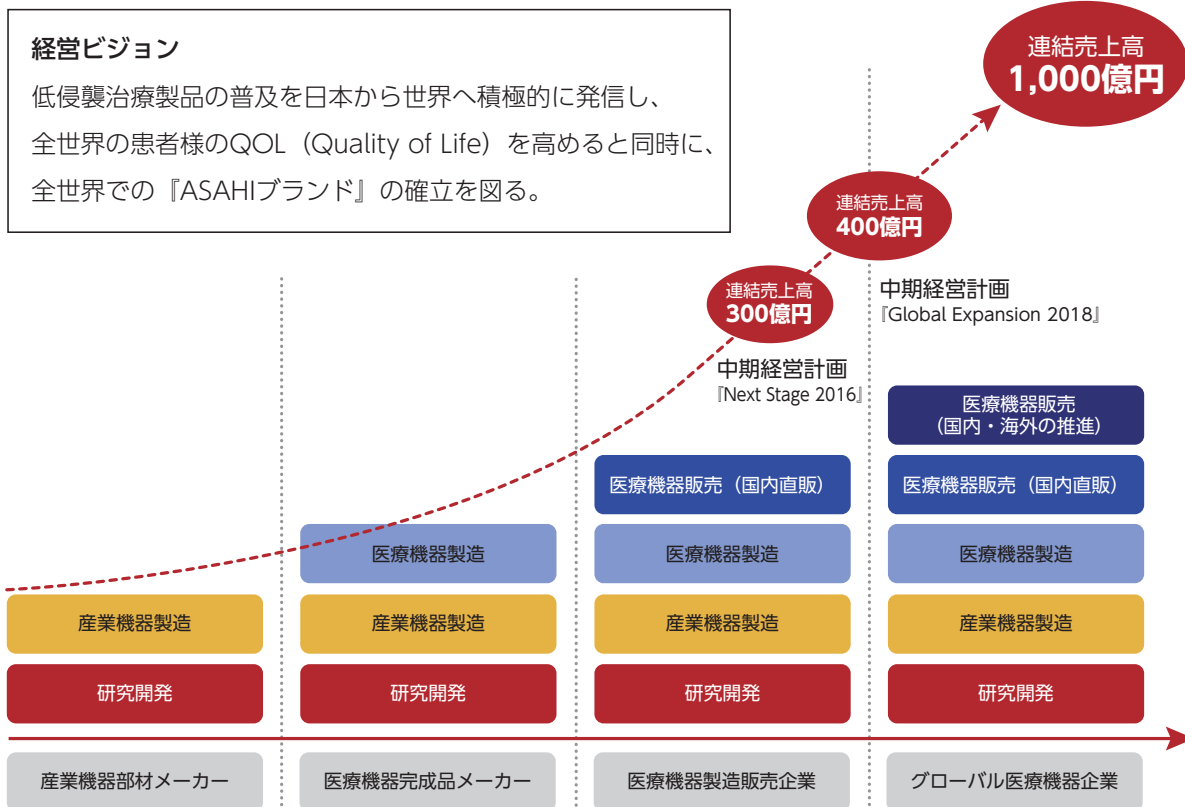 経営ビジョン
低侵襲治療製品の普及を日本から世界へ積極的に発信し、
全世界の患者様のQOL（Quality of Life）を高めると同時に、
全世界での『ASAHIブランド』の確立を図る。
連結売上高
1,000億円
連結売上高
400億円
連結売上高
300億円
中期経営計画
『Global Expansion 2018』
中期経営計画
『Next Stage 2016』
医療機器販売
（国内・海外の推進）
医療機器販売（国内直販）
医療機器販売（国内直販）
医療機器製造
医療機器製造
医療機器製造
産業機器製造
産業機器製造
産業機器製造
産業機器製造
研究開発
研究開発
研究開発
研究開発
産業機器部材メーカー
医療機器完成品メーカー
医療機器製造販売企業
グローバル医療機器企業